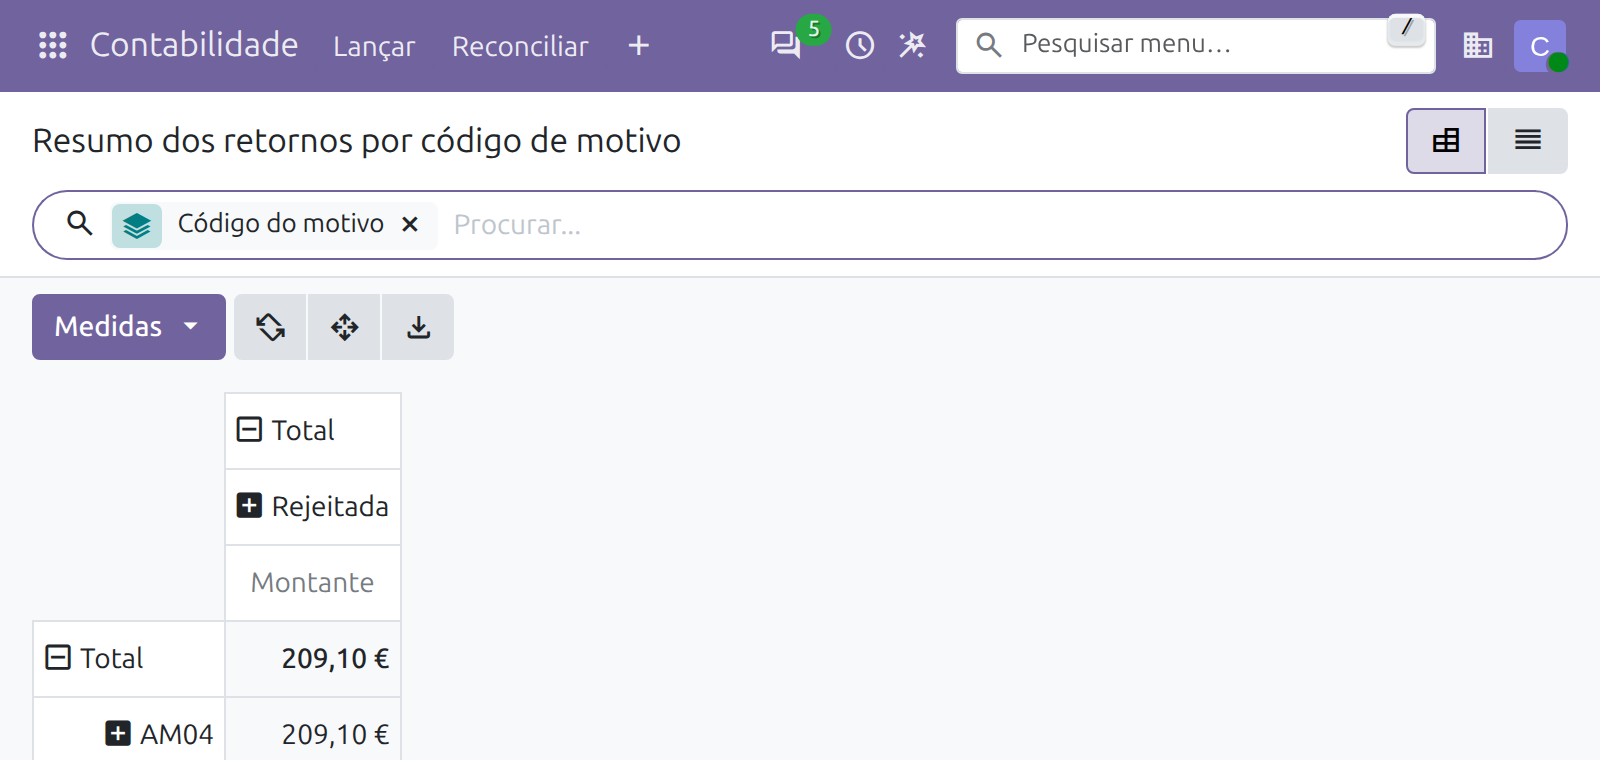 Contabilidade Lançar Reconciliar + 5 Pesquisar menu... / C
Resumo dos retornos por código de motivo
Código do motivo × Procurar...
Medidas
Total
Rejeitada
Montante
Total 209,10 €
AM04 209,10 €